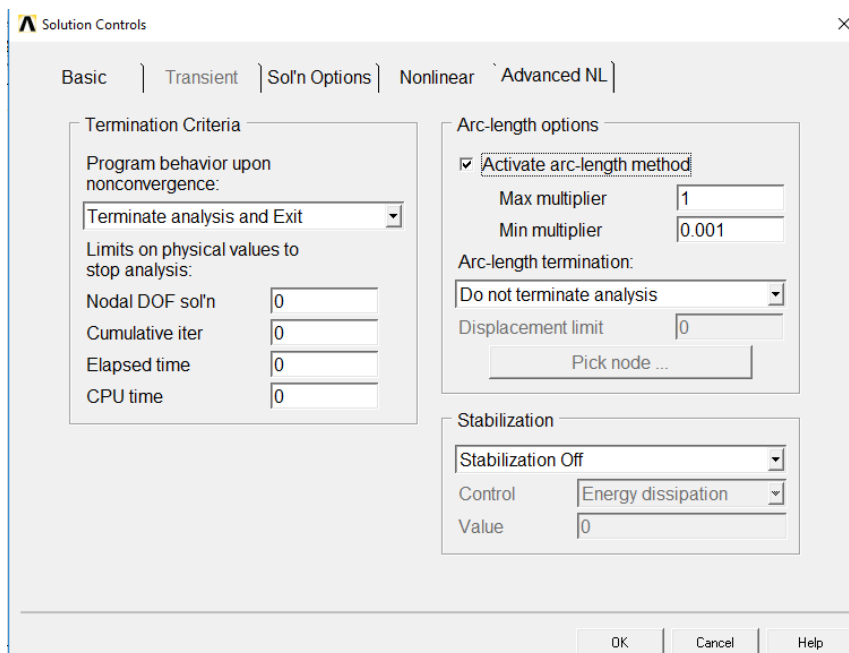 Solution Controls
Basic
Transient
Sol'n Options
Nonlinear
Advanced NL
Termination Criteria
Program behavior upon
nonconvergence:
Terminate analysis and Exit
Limits on physical values to
stop analysis:
Nodal DOF sol'n 0
Cumulative iter 0
Elapsed time 0
CPU time 0
Arc-length options
Activate arc-length method
Max multiplier 1
Min multiplier 0.001
Arc-length termination:
Do not terminate analysis
Displacement limit 0
Pick node ...
Stabilization
Stabilization Off
Control Energy dissipation
Value 0
OK
Cancel
Help